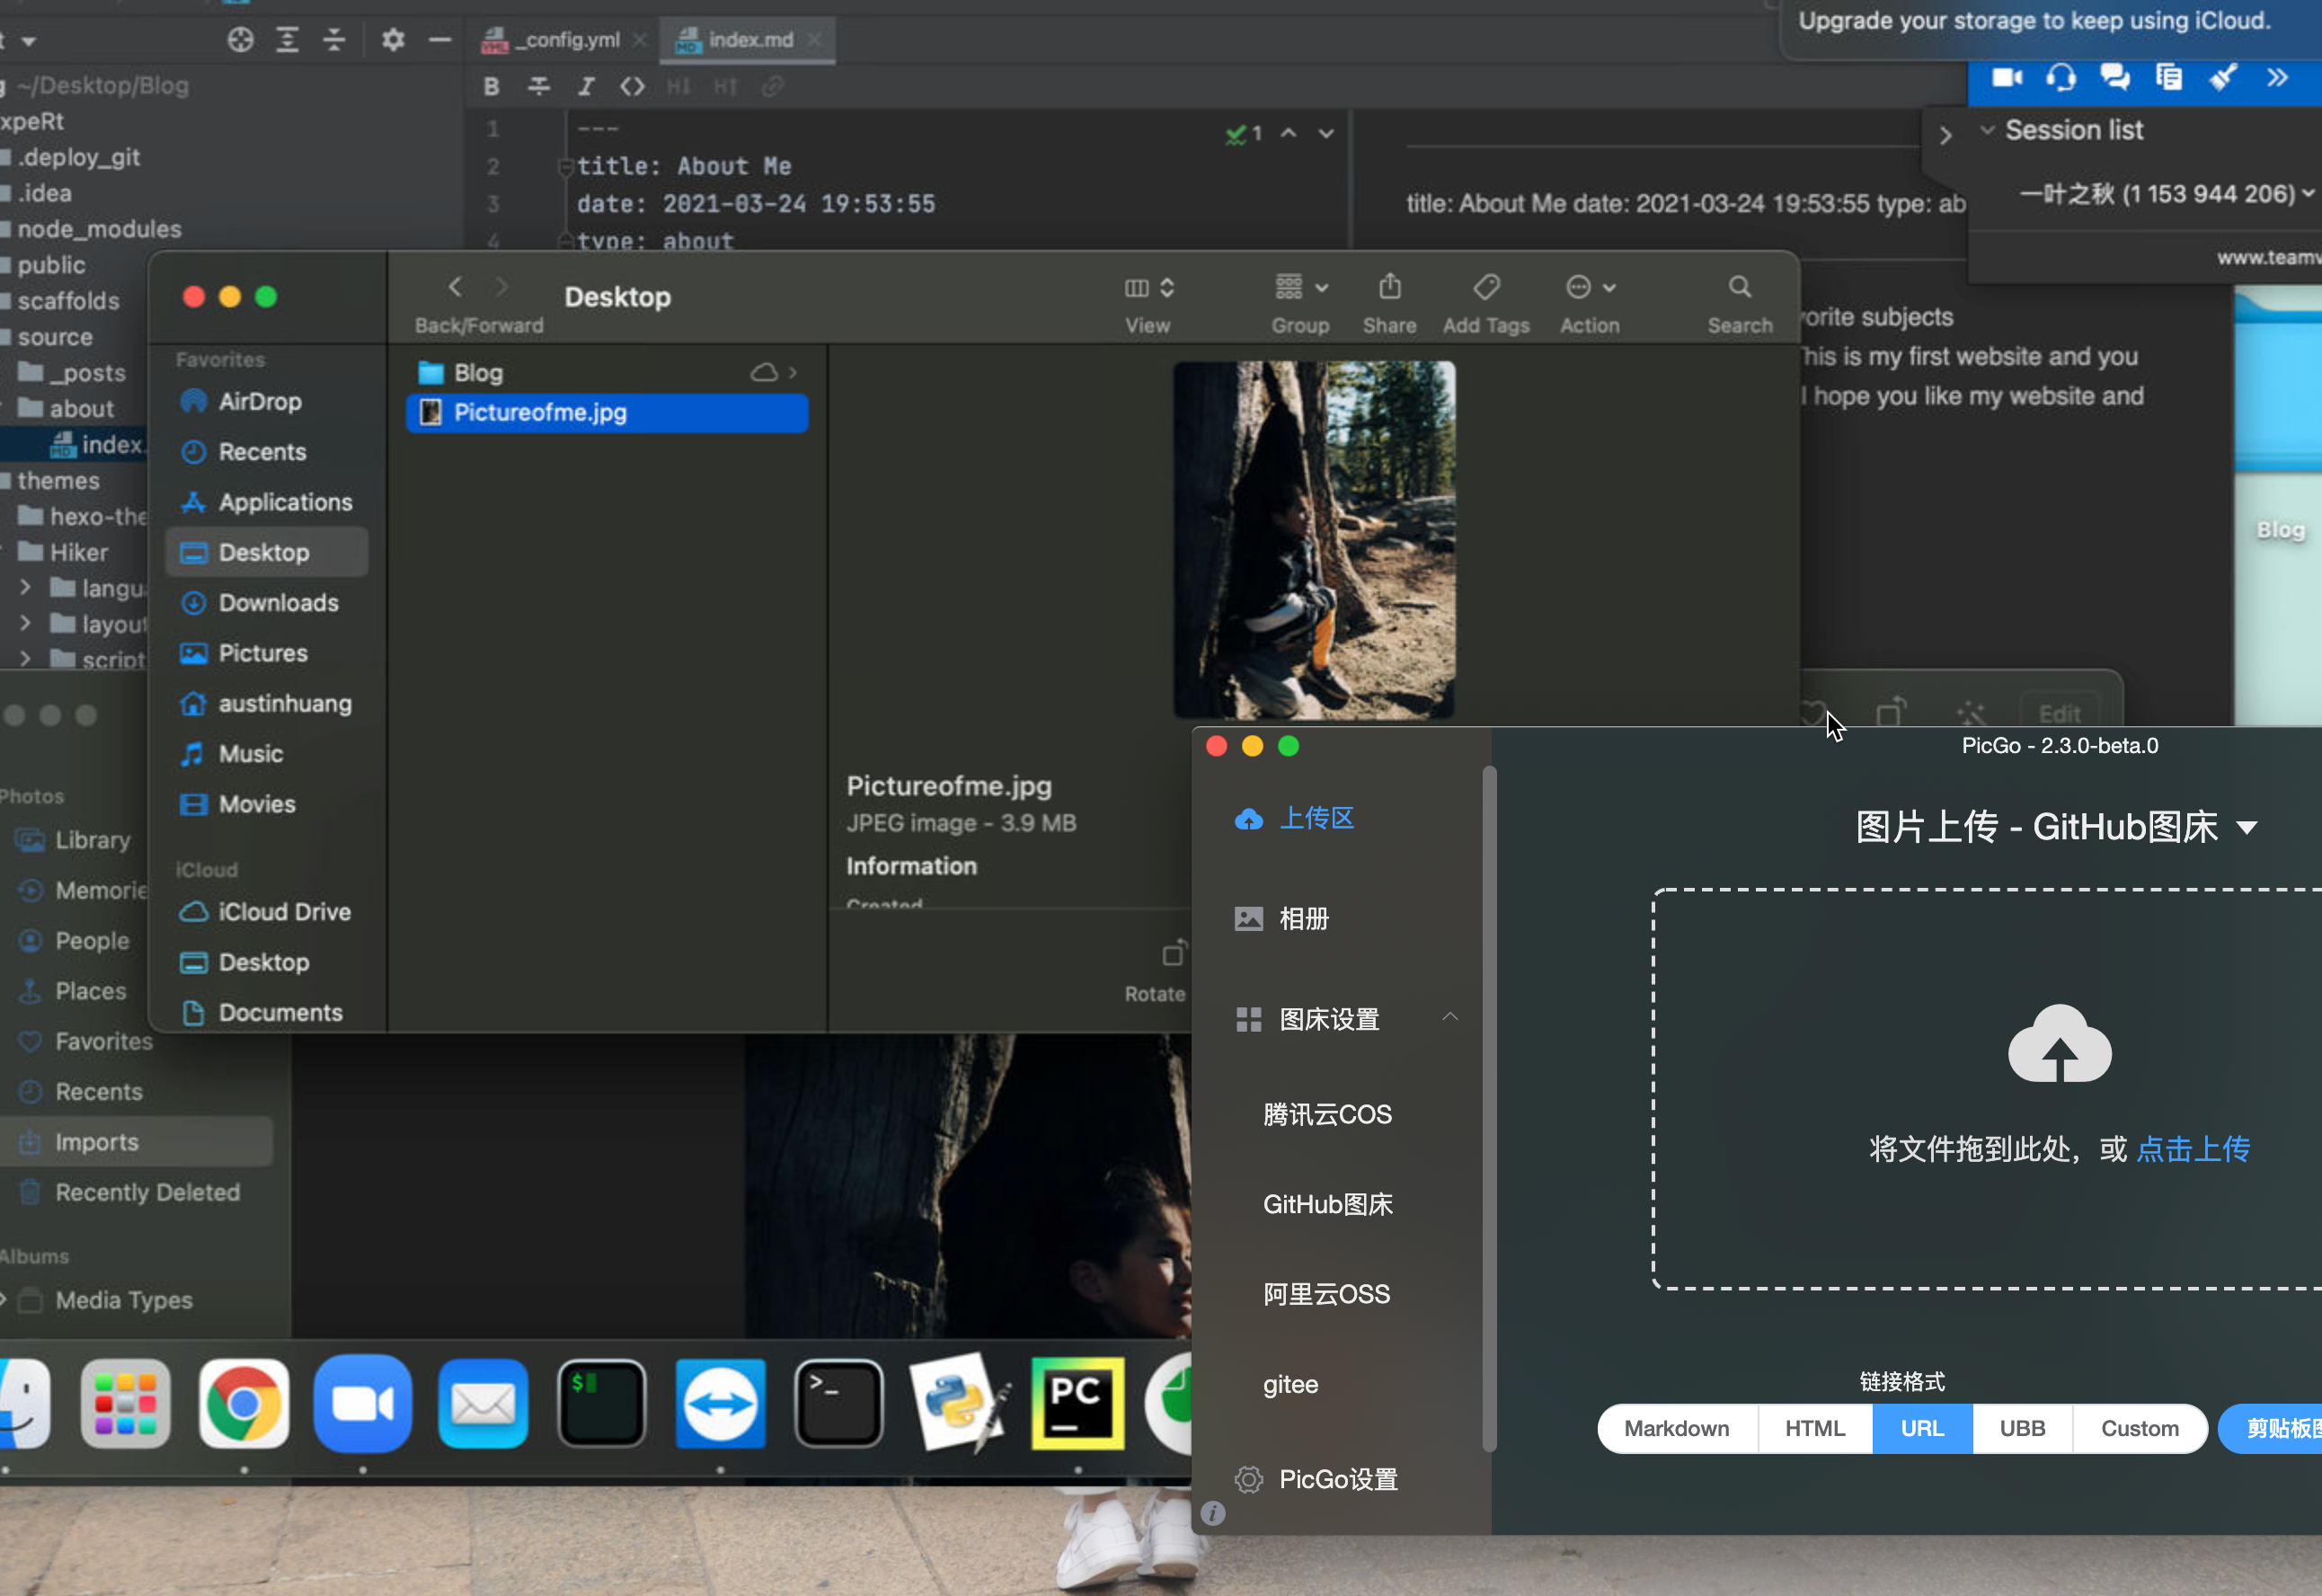 Upgrade your storage to keep using iCloud.
_config.yml
index.md
~/Desktop/Blog
xpeRt
.deploy_git
.idea
node_modules
public
scaffolds
source
_posts
about
index.
themes
hexo-the
Hiker
langu
layout
script
B
I
<>
H↓
H↑
1
2
3
4
---
title: About Me
date: 2021-03-24 19:53:55
type: about
1
title: About Me date: 2021-03-24 19:53:55 type: ab
orite subjects
his is my first website and you
I hope you like my website and
Session list
一叶之秋 (1 153 944 206)
www.teamv
Blog
Desktop
Back/Forward
View
Group
Share
Add Tags
Action
Search
Favorites
AirDrop
Recents
Applications
Desktop
Downloads
Pictures
austinhuang
Music
Movies
iCloud
iCloud Drive
Desktop
Documents
Blog
Pictureofme.jpg
Pictureofme.jpg
JPEG image - 3.9 MB
Information
Created
Rotate
Edit
Photos
Library
Memorie
People
Places
Favorites
Recents
Imports
Recently Deleted
Albums
Media Types
PicGo - 2.3.0-beta.0
上传区
相册
图床设置
腾讯云COS
GitHub图床
阿里云OSS
gitee
PicGo设置
图片上传 - GitHub图床
将文件拖到此处，或 点击上传
链接格式
Markdown
HTML
URL
UBB
Custom
剪贴板图
$
>_
PC